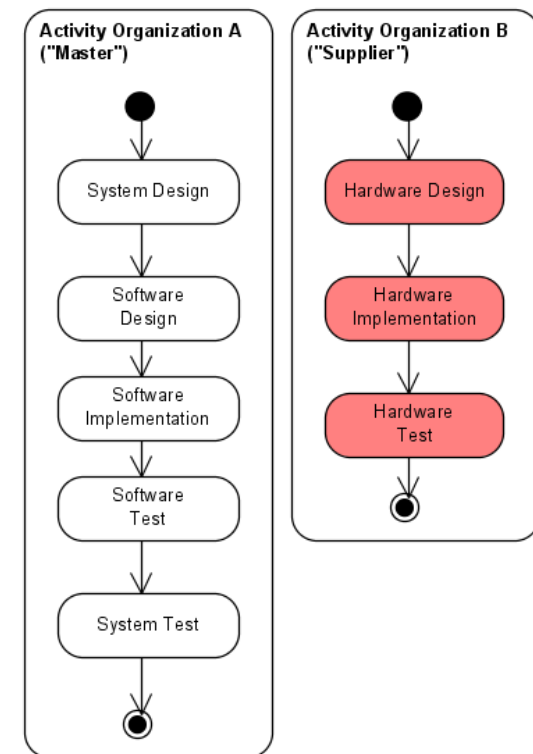 Activity Organization A
("Master")
System Design
Software
Design
Software
Implementation
Software
Test
System Test
Activity Organization B
("Supplier")
Hardware Design
Hardware
Implementation
Hardware
Test